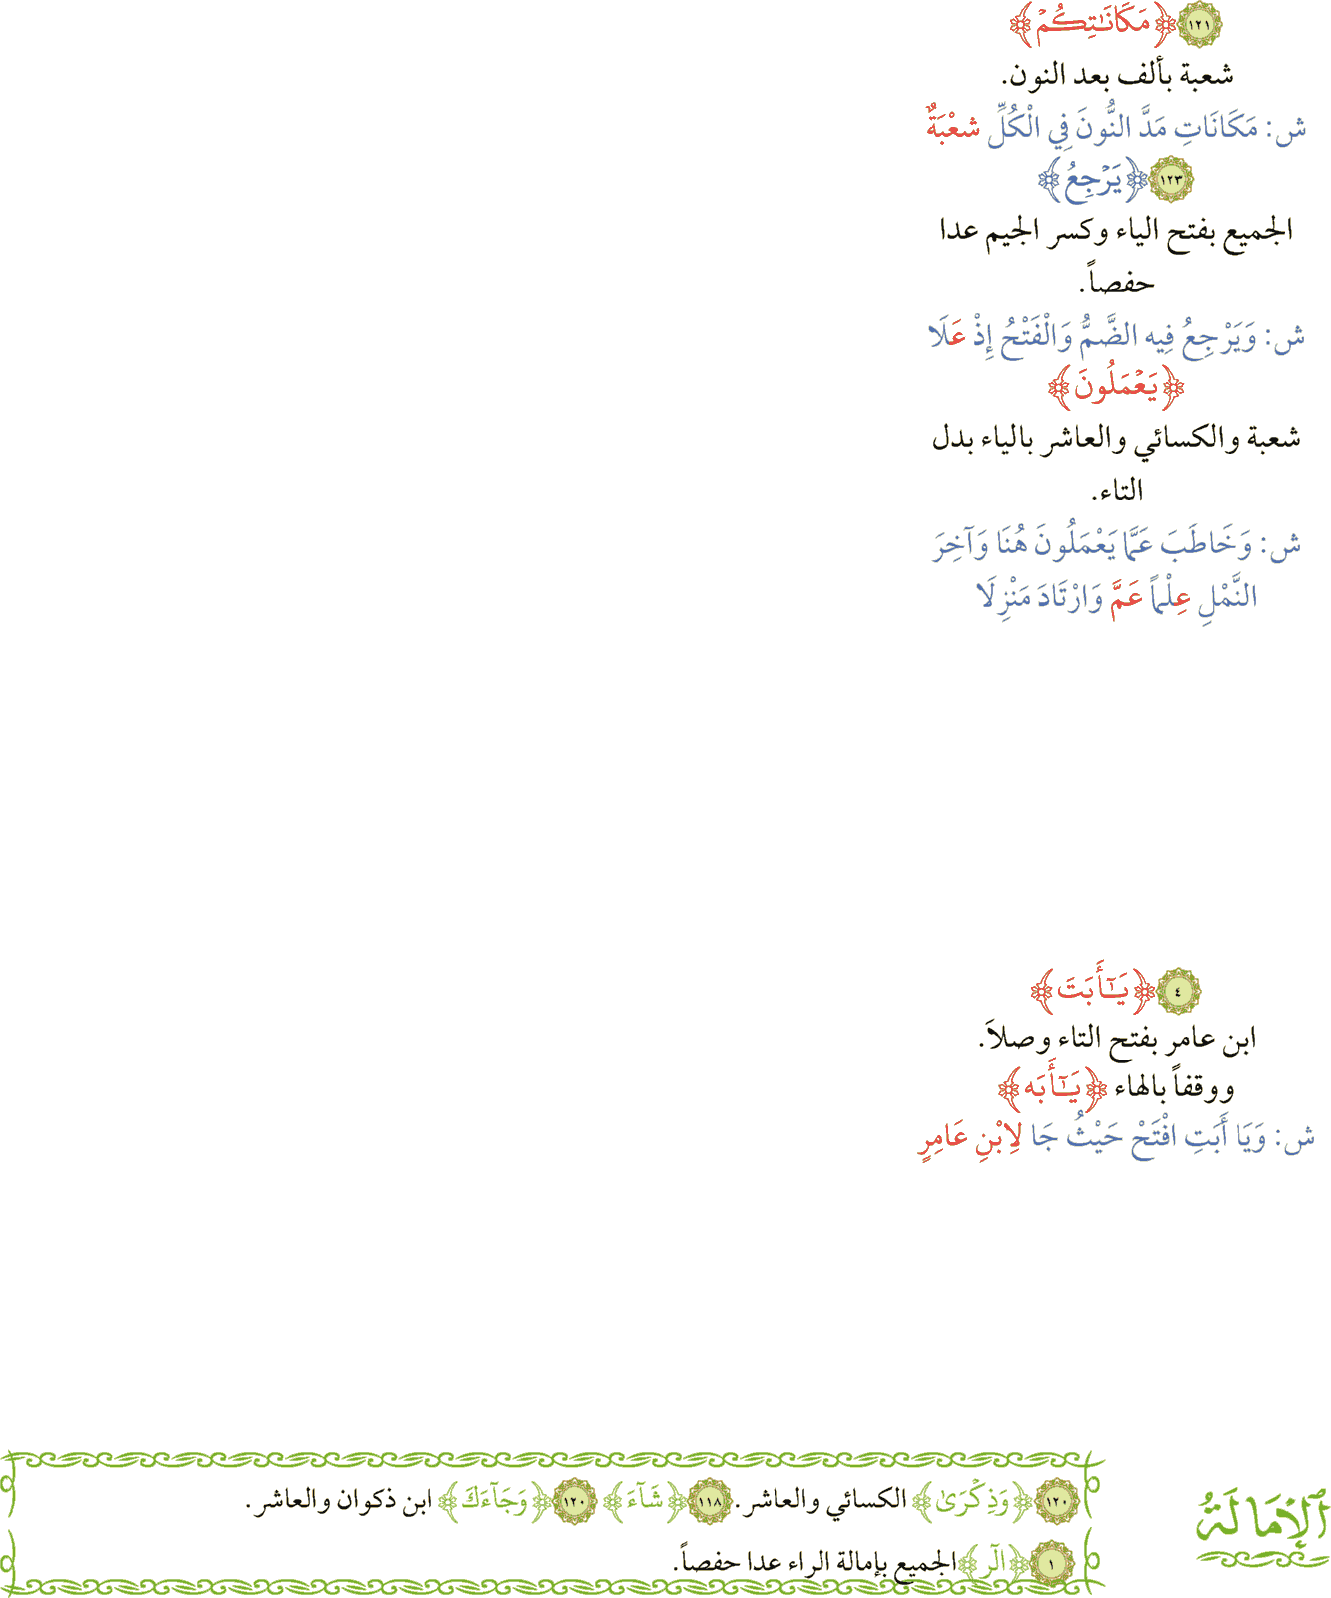 ١٢١ ﴿مَكَانَٰتِكُمْ﴾
شعبة بألف بعد النون.
ش: مَكَانَاتِ مَدَّ النُّونَ فِي الْكُلِّ شعْبَةٌ
١٢٣ ﴿يَرْجِعُ﴾
الجميع بفتح الياء وكسر الجيم عدا
حفصاً.
ش: وَيَرْجِعُ فِيه الضَّمُّ وَالْفَتْحُ إِذْ عَلَا
﴿يَعْمَلُونَ﴾
شعبة والكسائي والعاشر بالياء بدل
التاء.
ش: وَخَاطَبَ عَمَّا يَعْمَلُونَ هُنَا وَآخِرَ
النَّمْلِ عِلْماً عَمَّ وَارْتَادَ مَنْزِلَا
٤ ﴿يَٰٓأَبَتَ﴾
ابن عامر بفتح التاء وصلاَ.
ووقفاً بالهاء ﴿يَٰٓأَبَه﴾
ش: وَيَا أَبَتِ افْتَحْ حَيْثُ جَا لِابْنِ عَامِرٍ
ٱلْإِمَالَةُ
١٢٠ ﴿وَذِكْرَىٰ﴾ الكسائي والعاشر. ١١٨ ﴿شَآءَ﴾ ١٢٠ ﴿وَجَآءَكَ﴾ ابن ذكوان والعاشر.
١ ﴿الٓر﴾ الجميع بإمالة الراء عدا حفصاً.